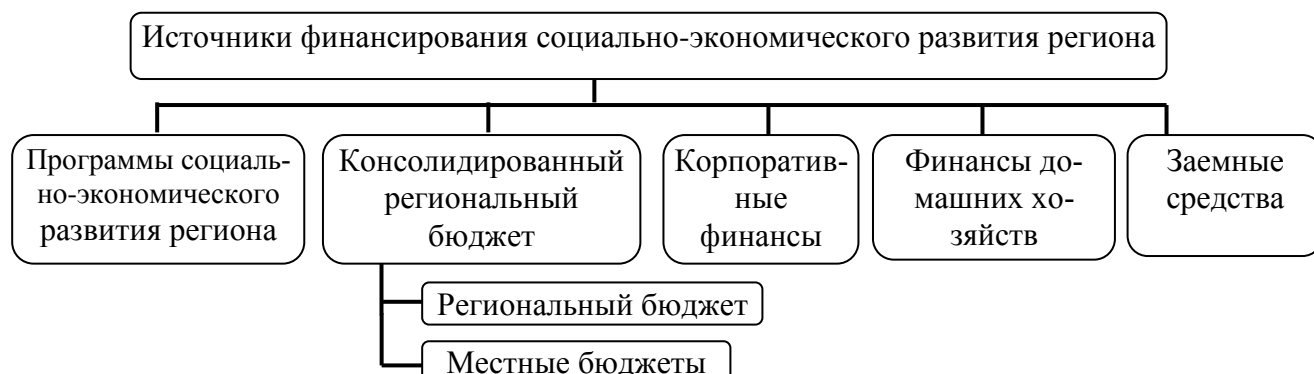 Источники финансирования социально-экономического развития региона
Программы социаль-
но-экономического
развития региона
Консолидированный
региональный
бюджет
Корпоратив-
ные
финансы
Финансы до-
машних хо-
зяйств
Заемные
средства
Региональный бюджет
Местные бюджеты